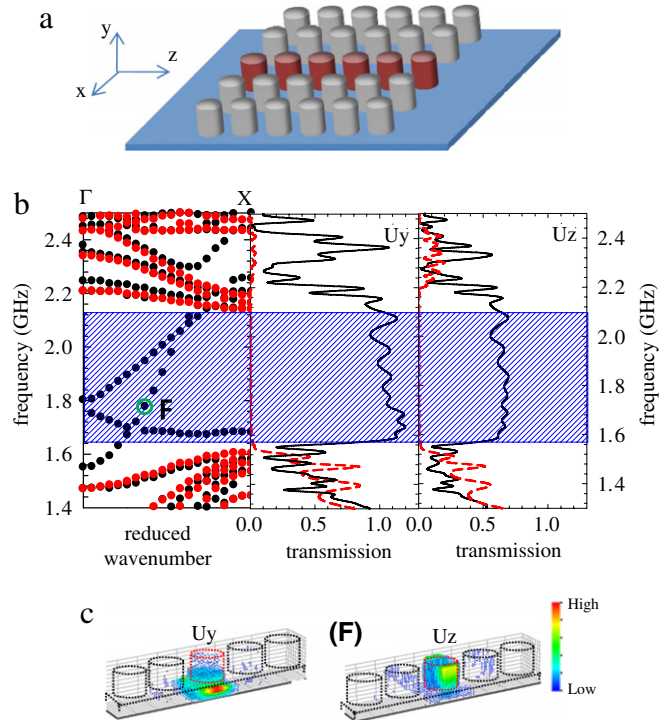 a
y
z
x
b
Γ
X
Uy
Uz
frequency (GHz)
2.4
2.2
2.0
1.8
1.6
1.4
F
2.4
2.2
2.0
1.8
1.6
1.4
frequency (GHz)
0.0
0.5
1.0
0.0
0.5
1.0
reduced
wavenumber
transmission
transmission
c
Uy
(F)
Uz
High
Low